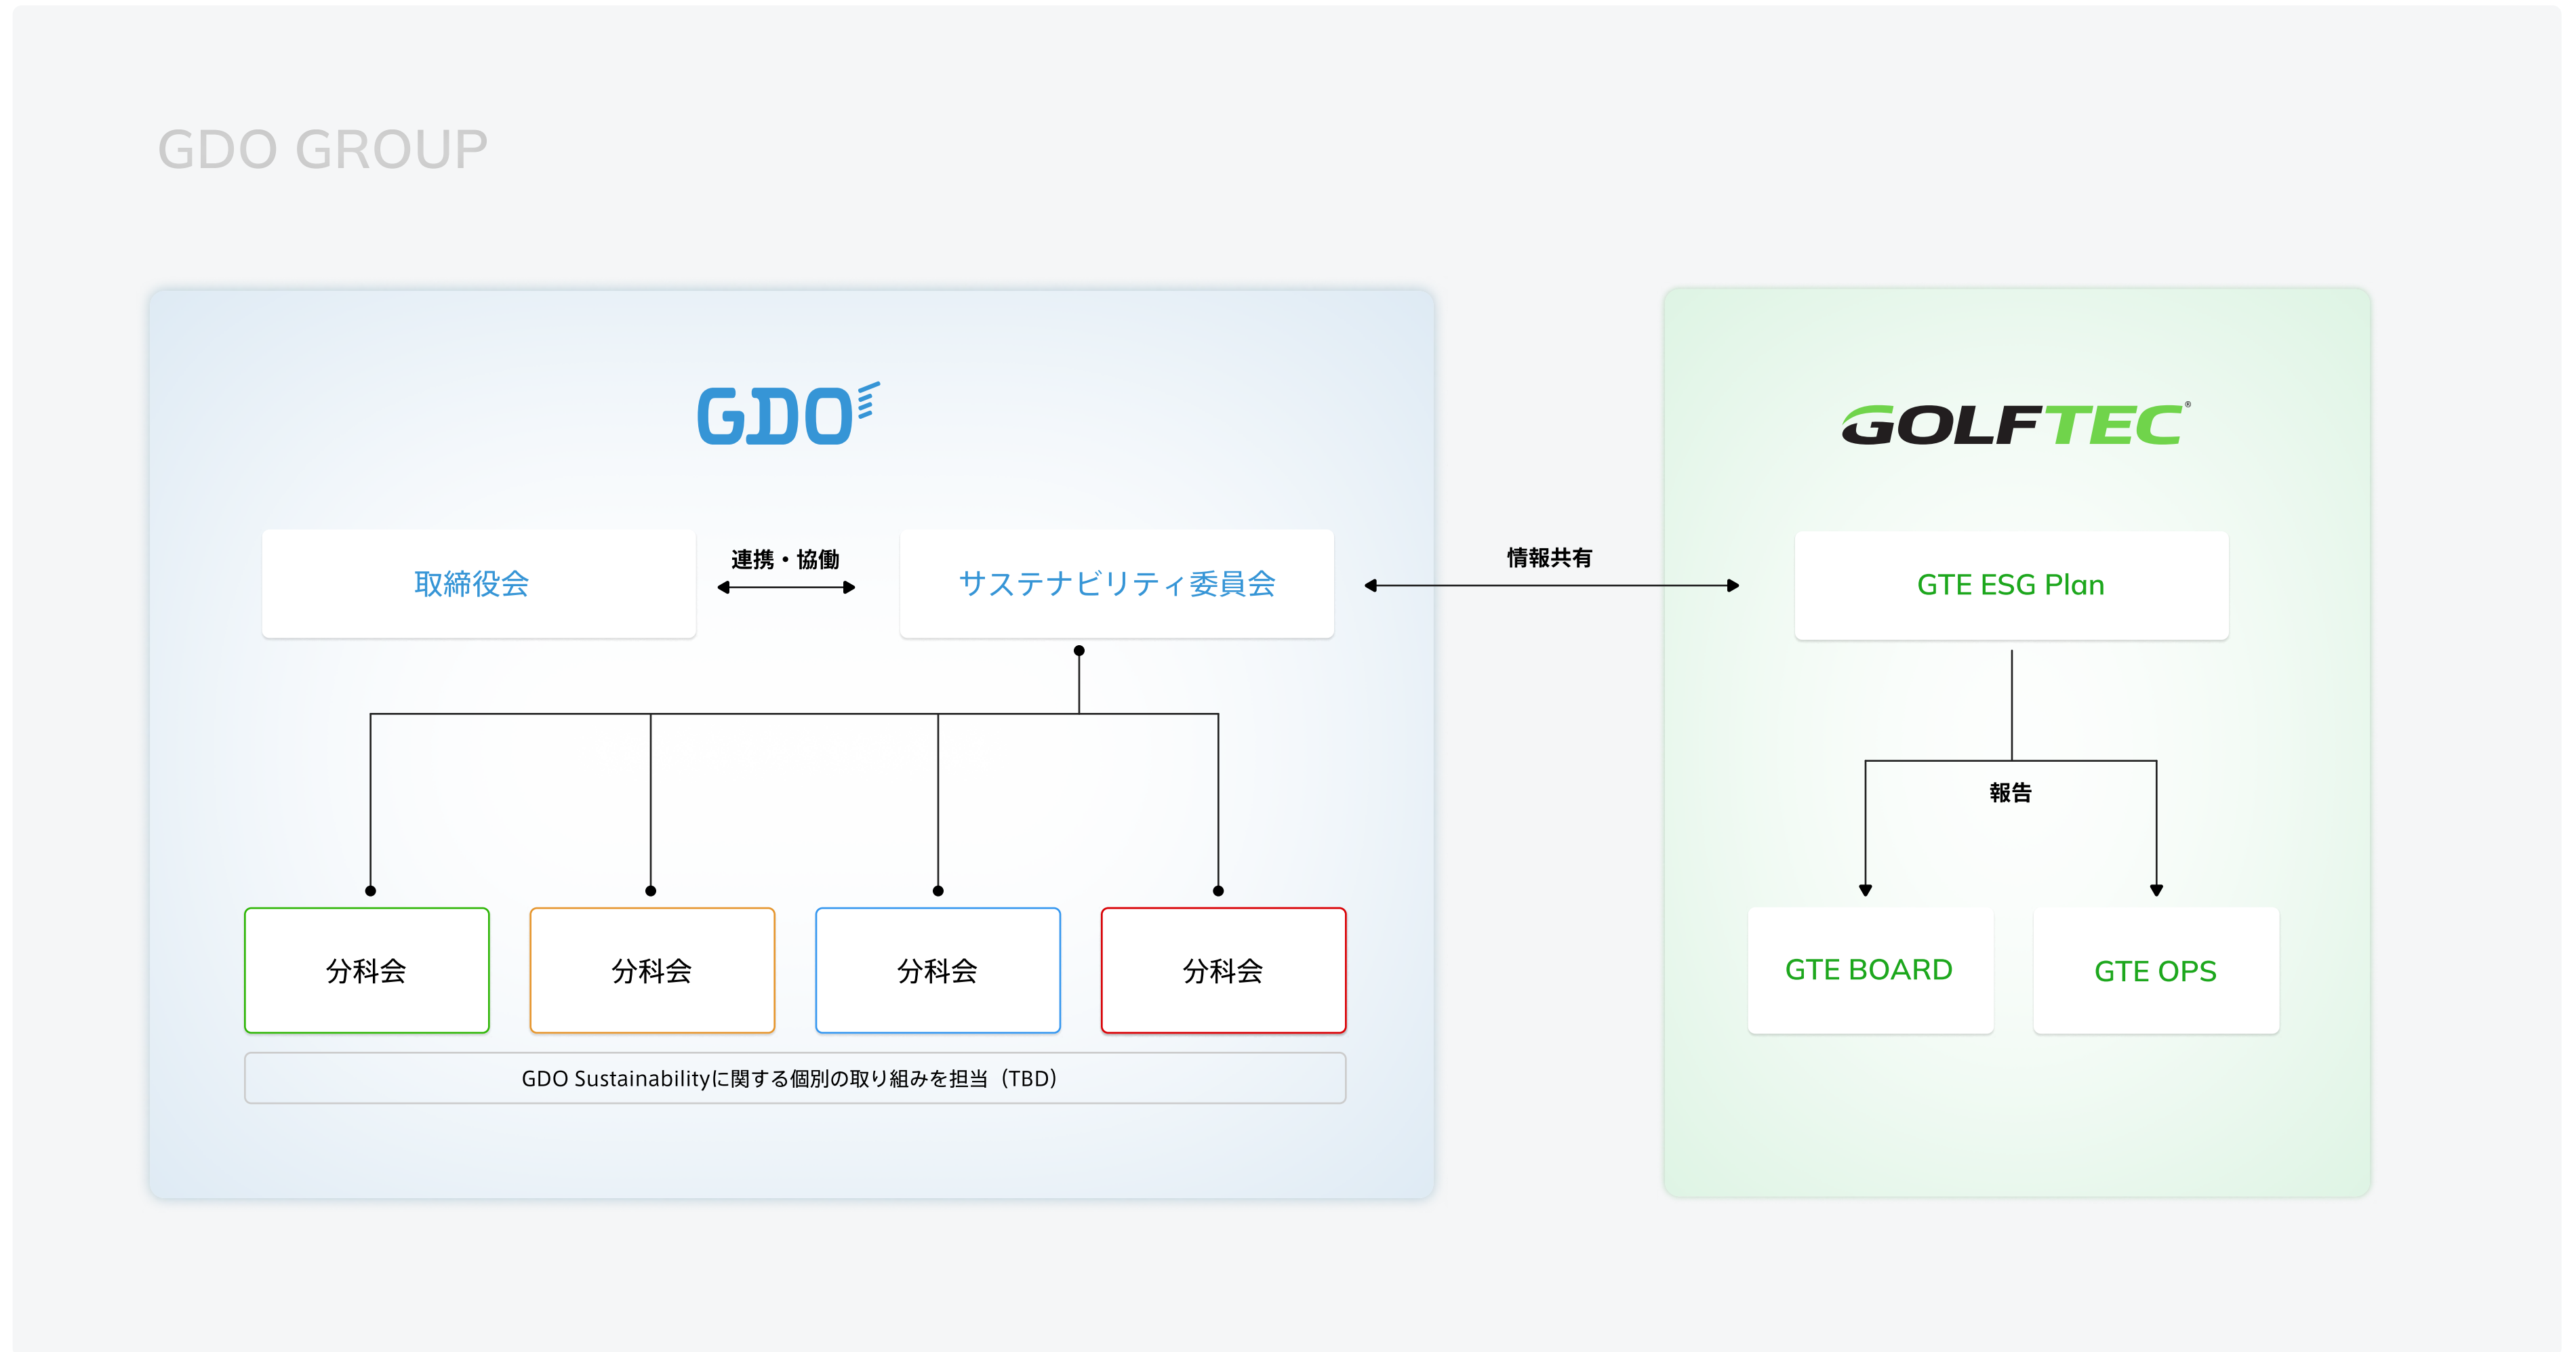 GDO GROUP
GDO
GOLFTEC®
取締役会
連携・協働
サステナビリティ委員会
情報共有
GTE ESG Plan
報告
分科会
分科会
分科会
分科会
GTE BOARD
GTE OPS
GDO Sustainabilityに関する個別の取り組みを担当（TBD）